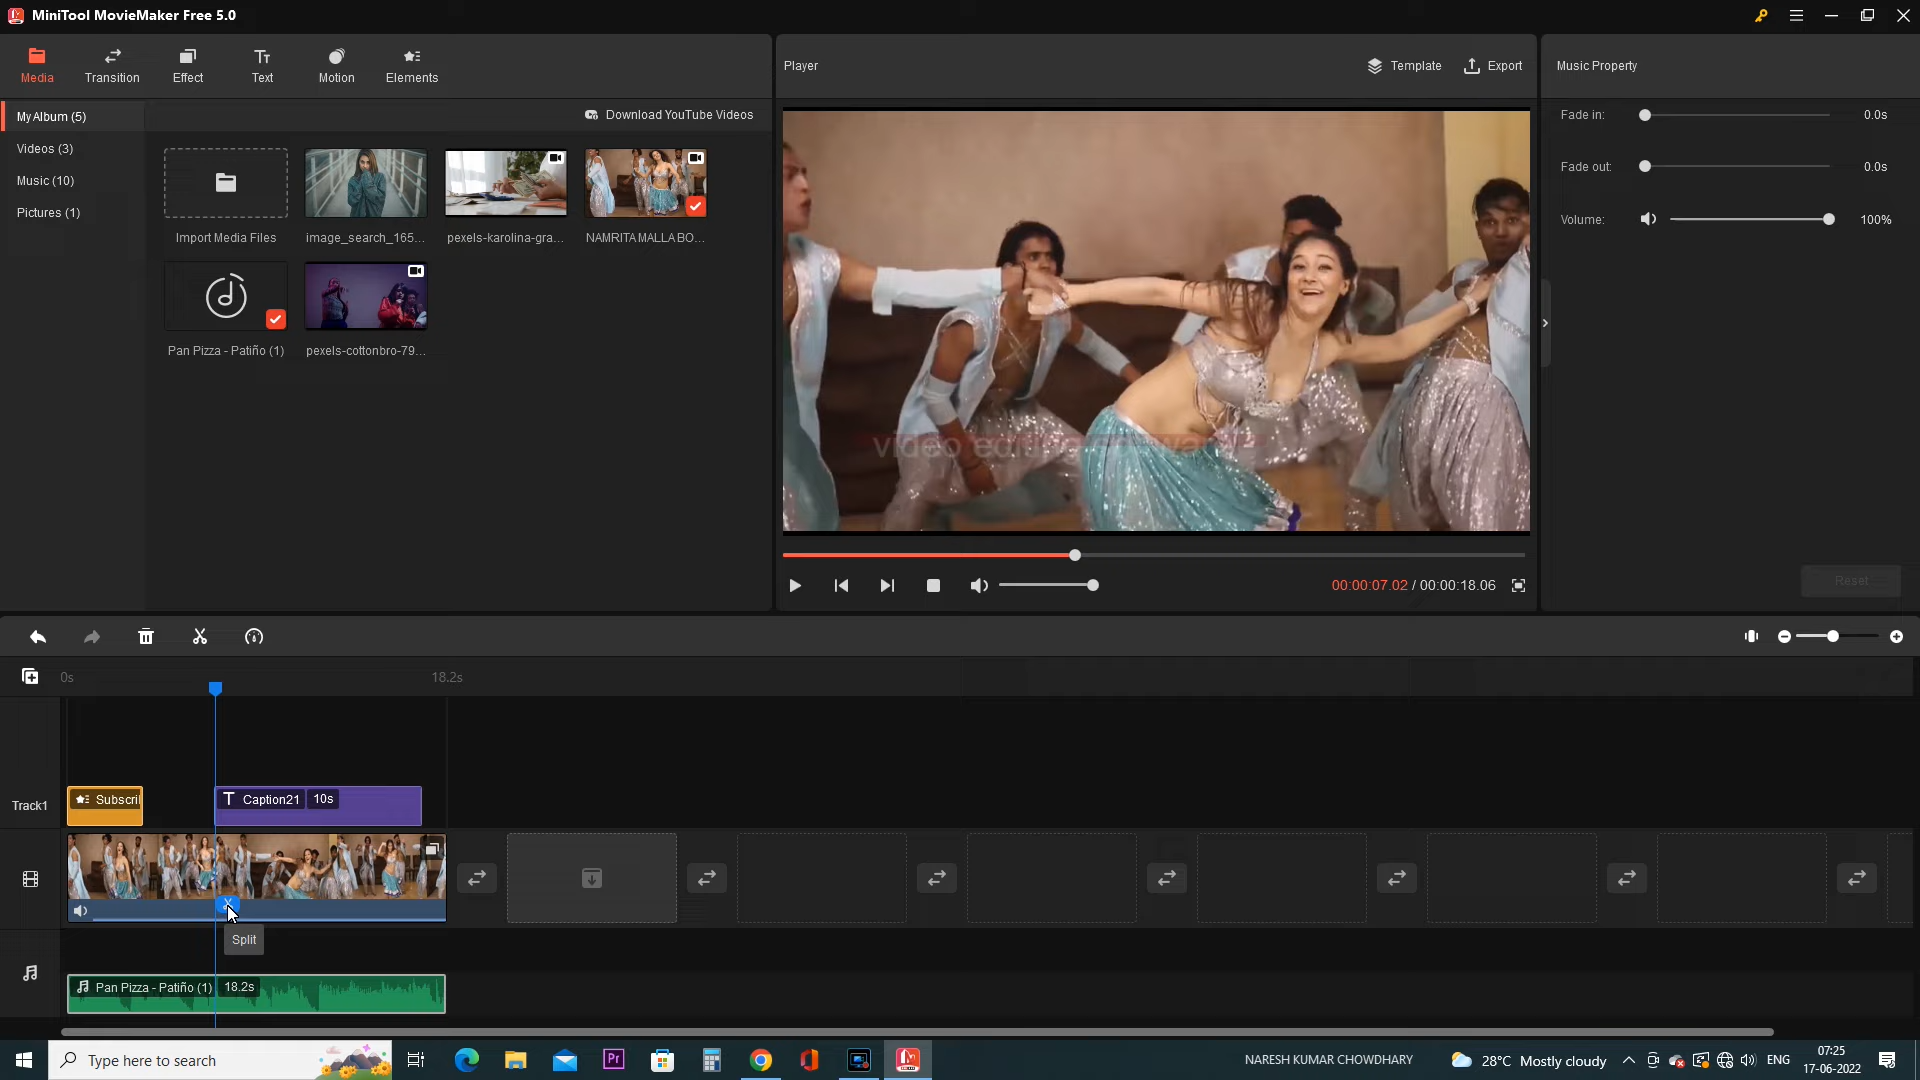 MiniTool MovieMaker Free 5.0
Media
Transition
Effect
Text
Motion
Elements
Player
Template
Export
Music Property
My Album (5)
Download YouTube Videos
Videos (3)
Music (10)
Pictures (1)
Import Media Files
image_search_165...
pexels-karolina-gra...
NAMRITA MALLA BO...
Pan Pizza - Patiño (1)
pexels-cottonbro-79...
Fade in:
0.0s
Fade out:
0.0s
Volume:
100%
Reset
00:00:07.02 / 00:00:18.06
0s
18.2s
Track1
Subscri
Caption21
10s
Split
Pan Pizza - Patiño (1)
18.2s
Type here to search
NARESH KUMAR CHOWDHARY
28°C Mostly cloudy
ENG
07:25
17-06-2022